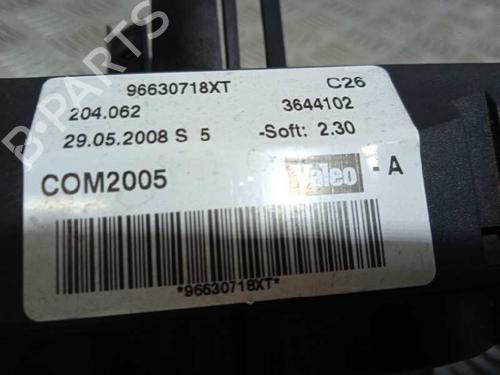 B-PARTS
96630718XT C26
204.062 3644102
29.05.2008 S 5 -Soft: 2.30
COM2005 Valeo - A
*96630718XT*